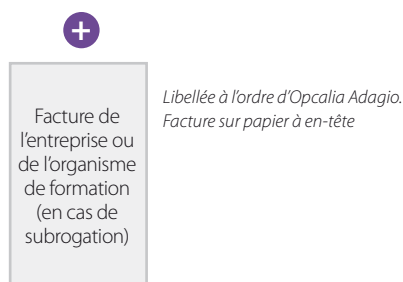 Facture de
l'entreprise ou
de l'organisme
de formation
(en cas de
subrogation)
Libellée à l'ordre d'Opcalia Adagio.
Facture sur papier à en-tête